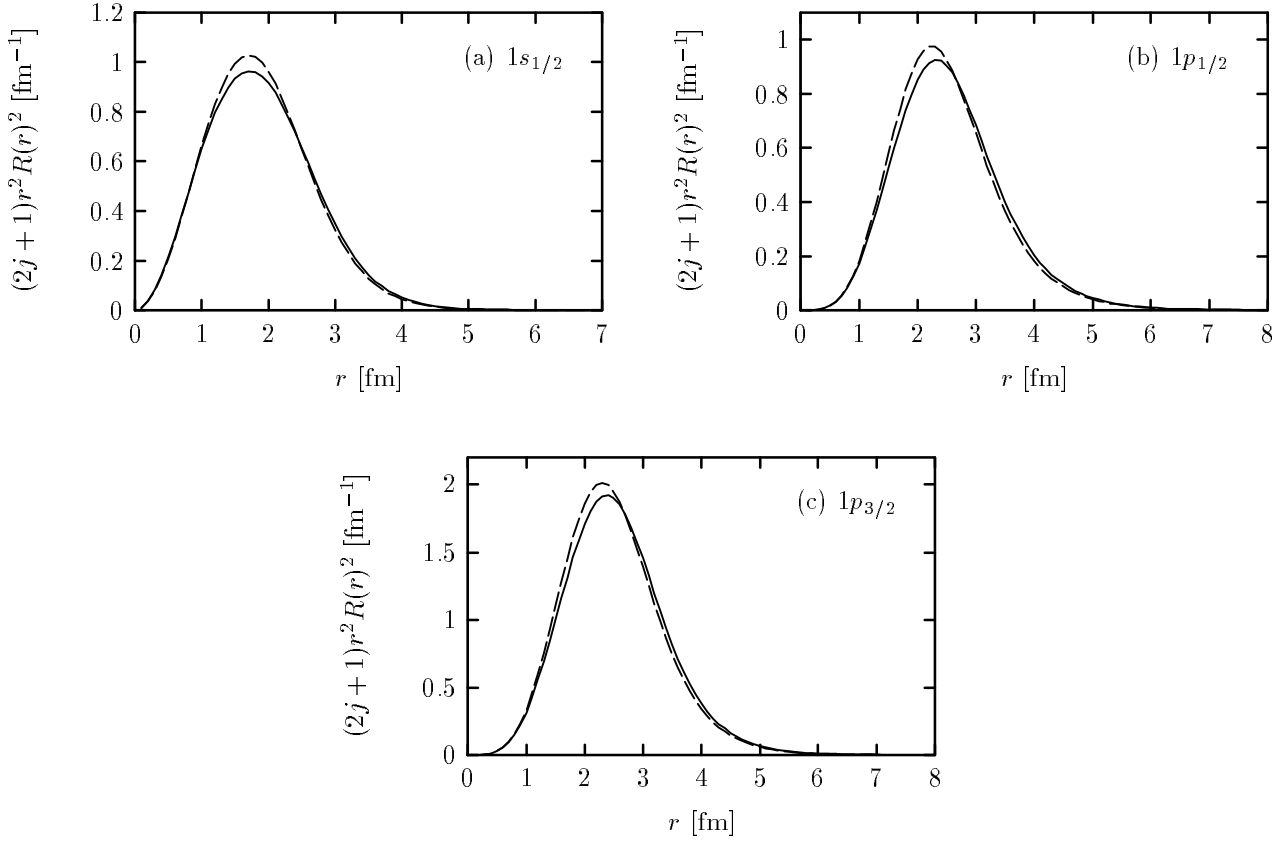 (a) 1s1/2
(2j + 1)r²R(r)² [fm⁻¹]
1.2
1
0.8
0.6
0.4
0.2
0
0 1 2 3 4 5 6 7
r [fm]
(b) 1p1/2
(2j + 1)r²R(r)² [fm⁻¹]
1
0.8
0.6
0.4
0.2
0
0 1 2 3 4 5 6 7 8
r [fm]
(c) 1p3/2
(2j + 1)r²R(r)² [fm⁻¹]
2
1.5
1
0.5
0
0 1 2 3 4 5 6 7 8
r [fm]